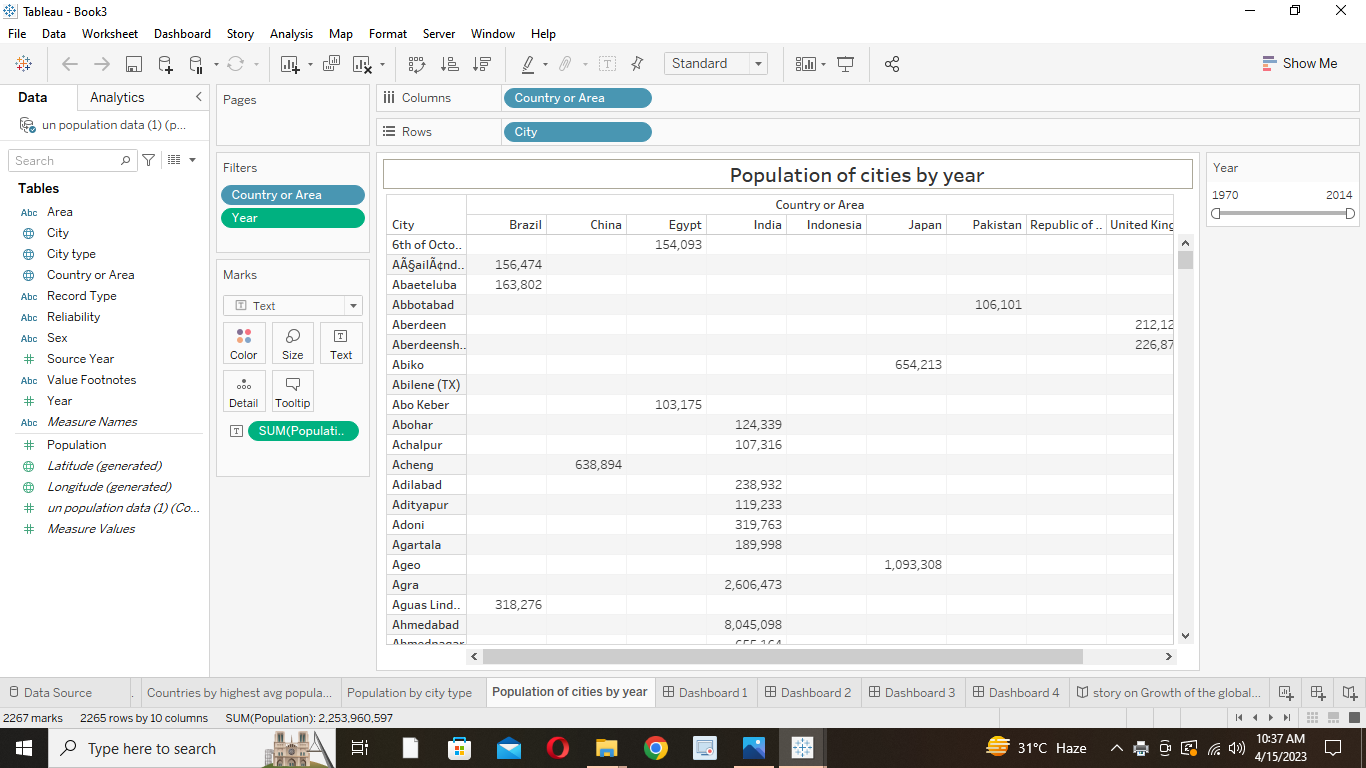 Tableau - Book3
File Data Worksheet Dashboard Story Analysis Map Format Server Window Help
Standard
Show Me
Data Analytics
un population data (1) (p...
Search
Tables
Abc Area
City
City type
Country or Area
Abc Record Type
Abc Reliability
Abc Sex
Source Year
Abc Value Footnotes
Year
Abc Measure Names
Population
Latitude (generated)
Longitude (generated)
un population data (1) (Co...
Measure Values
Pages
Filters
Country or Area
Year
Marks
Text
Color Size Text
Detail Tooltip
SUM(Populati..
Columns Country or Area
Rows City
Population of cities by year
Country or Area
City Brazil China Egypt India Indonesia Japan Pakistan Republic of .. United King
6th of Octo.. 154,093
AÃ§ailÃ¢nd.. 156,474
Abaeteluba 163,802
Abbotabad 106,101
Aberdeen 212,12
Aberdeensh.. 226,87
Abiko 654,213
Abilene (TX)
Abo Keber 103,175
Abohar 124,339
Achalpur 107,316
Acheng 638,894
Adilabad 238,932
Adityapur 119,233
Adoni 319,763
Agartala 189,998
Ageo 1,093,308
Agra 2,606,473
Aguas Lind.. 318,276
Ahmedabad 8,045,098
Ahmednagar 655,164
Year
1970 2014
Data Source . Countries by highest avg popula... Population by city type Population of cities by year Dashboard 1 Dashboard 2 Dashboard 3 Dashboard 4 story on Growth of the global...
2267 marks 2265 rows by 10 columns SUM(Population): 2,253,960,597
Type here to search 31°C Haze 10:37 AM
4/15/2023